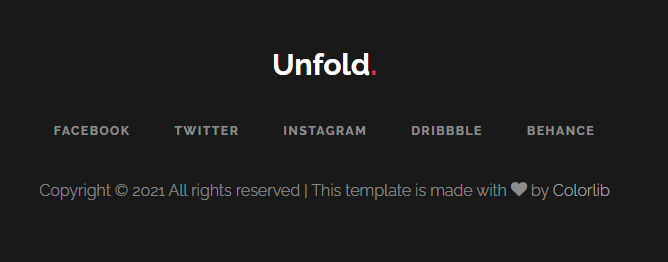 Unfold.
FACEBOOK TWITTER INSTAGRAM DRIBBBLE BEHANCE
Copyright © 2021 All rights reserved | This template is made with ♥ by Colorlib